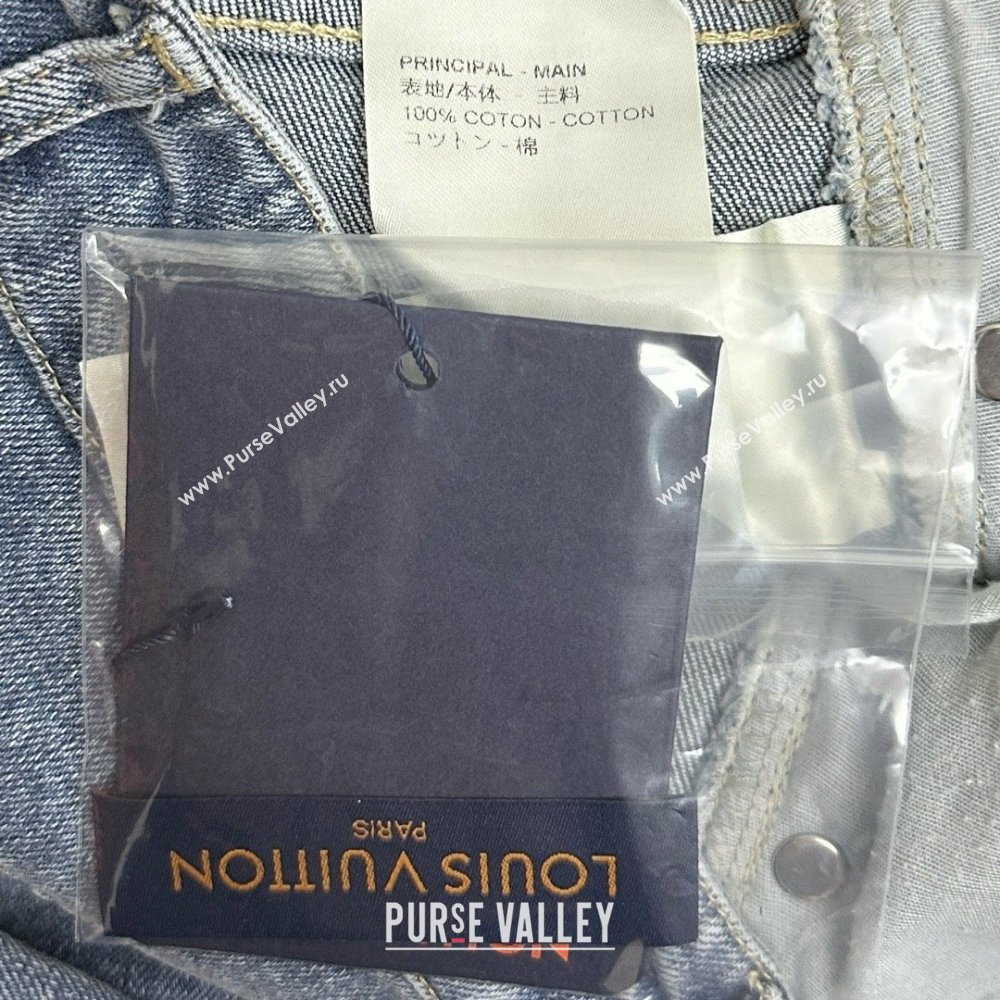 PRINCIPAL - MAIN
表地/本体 - 主料
100% COTON - COTTON
コットン - 棉
www.PurseValley.ru
www.PurseValley.ru
PARIS
LOUIS VUITTON
PURSE VALLEY